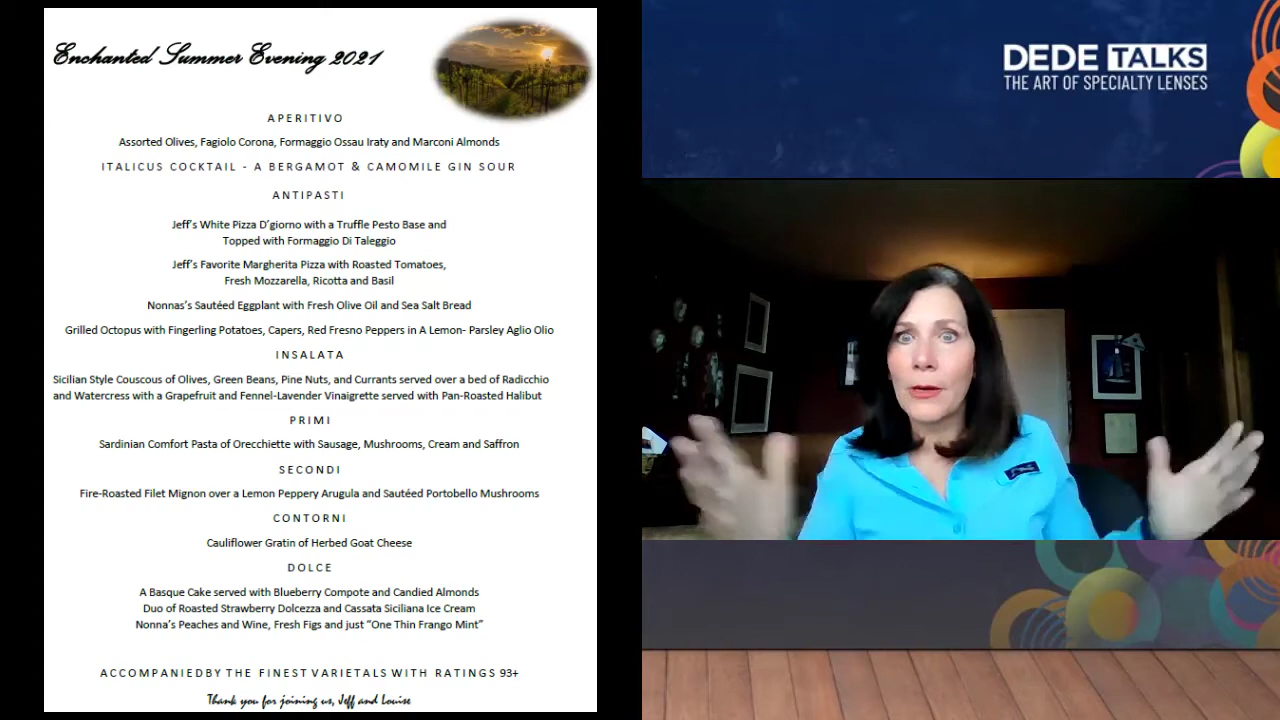 Enchanted Summer Evening 2021
APERITIVO
Assorted Olives, Fagiolo Corona, Formaggio Ossau Iraty and Marconi Almonds
ITALICUS COCKTAIL - A BERGAMOT & CAMOMILE GIN SOUR
ANTIPASTI
Jeff's White Pizza D'giorno with a Truffle Pesto Base and
Topped with Formaggio Di Taleggio
Jeff's Favorite Margherita Pizza with Roasted Tomatoes,
Fresh Mozzarella, Ricotta and Basil
Nonnas's Sautéed Eggplant with Fresh Olive Oil and Sea Salt Bread
Grilled Octopus with Fingerling Potatoes, Capers, Red Fresno Peppers in A Lemon- Parsley Aglio Olio
INSALATA
Sicilian Style Couscous of Olives, Green Beans, Pine Nuts, and Currants served over a bed of Radicchio
and Watercress with a Grapefruit and Fennel-Lavender Vinaigrette served with Pan-Roasted Halibut
PRIMI
Sardinian Comfort Pasta of Orecchiette with Sausage, Mushrooms, Cream and Saffron
SECONDI
Fire-Roasted Filet Mignon over a Lemon Peppery Arugula and Sautéed Portobello Mushrooms
CONTORNI
Cauliflower Gratin of Herbed Goat Cheese
DOLCE
A Basque Cake served with Blueberry Compote and Candied Almonds
Duo of Roasted Strawberry Dolcezza and Cassata Siciliana Ice Cream
Nonna's Peaches and Wine, Fresh Figs and just "One Thin Frango Mint"
ACCOMPANIEDBY THE FINEST VARIETALS WITH RATINGS 93+
Thank you for joining us, Jeff and Louise
DEDE TALKS
THE ART OF SPECIALTY LENSES